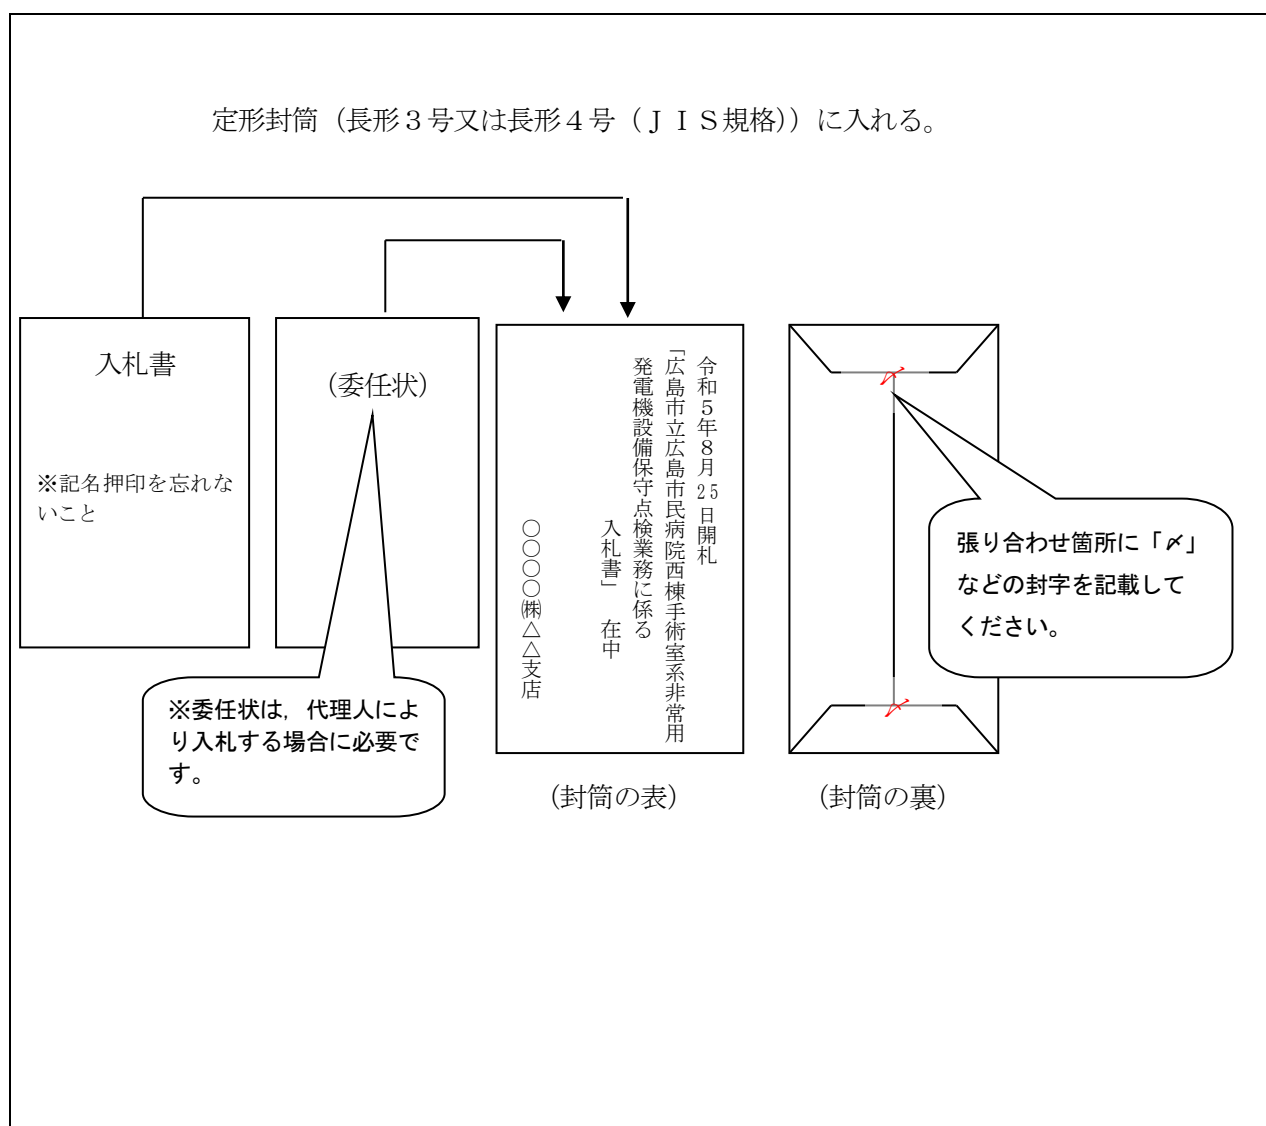 定形封筒（長形３号又は長形４号（ＪＩＳ規格））に入れる。
入札書
※記名押印を忘れな
いこと
（委任状）
※委任状は，代理人によ
り入札する場合に必要で
す。
令和５年８月25日開札
「広島市立広島市民病院西棟手術室系非常用
発電機設備保守点検業務に係る
入札書」　在中
○○○○㈱△△支店
（封筒の表）
〆
〆
張り合わせ箇所に「〆」
などの封字を記載して
ください。
（封筒の裏）